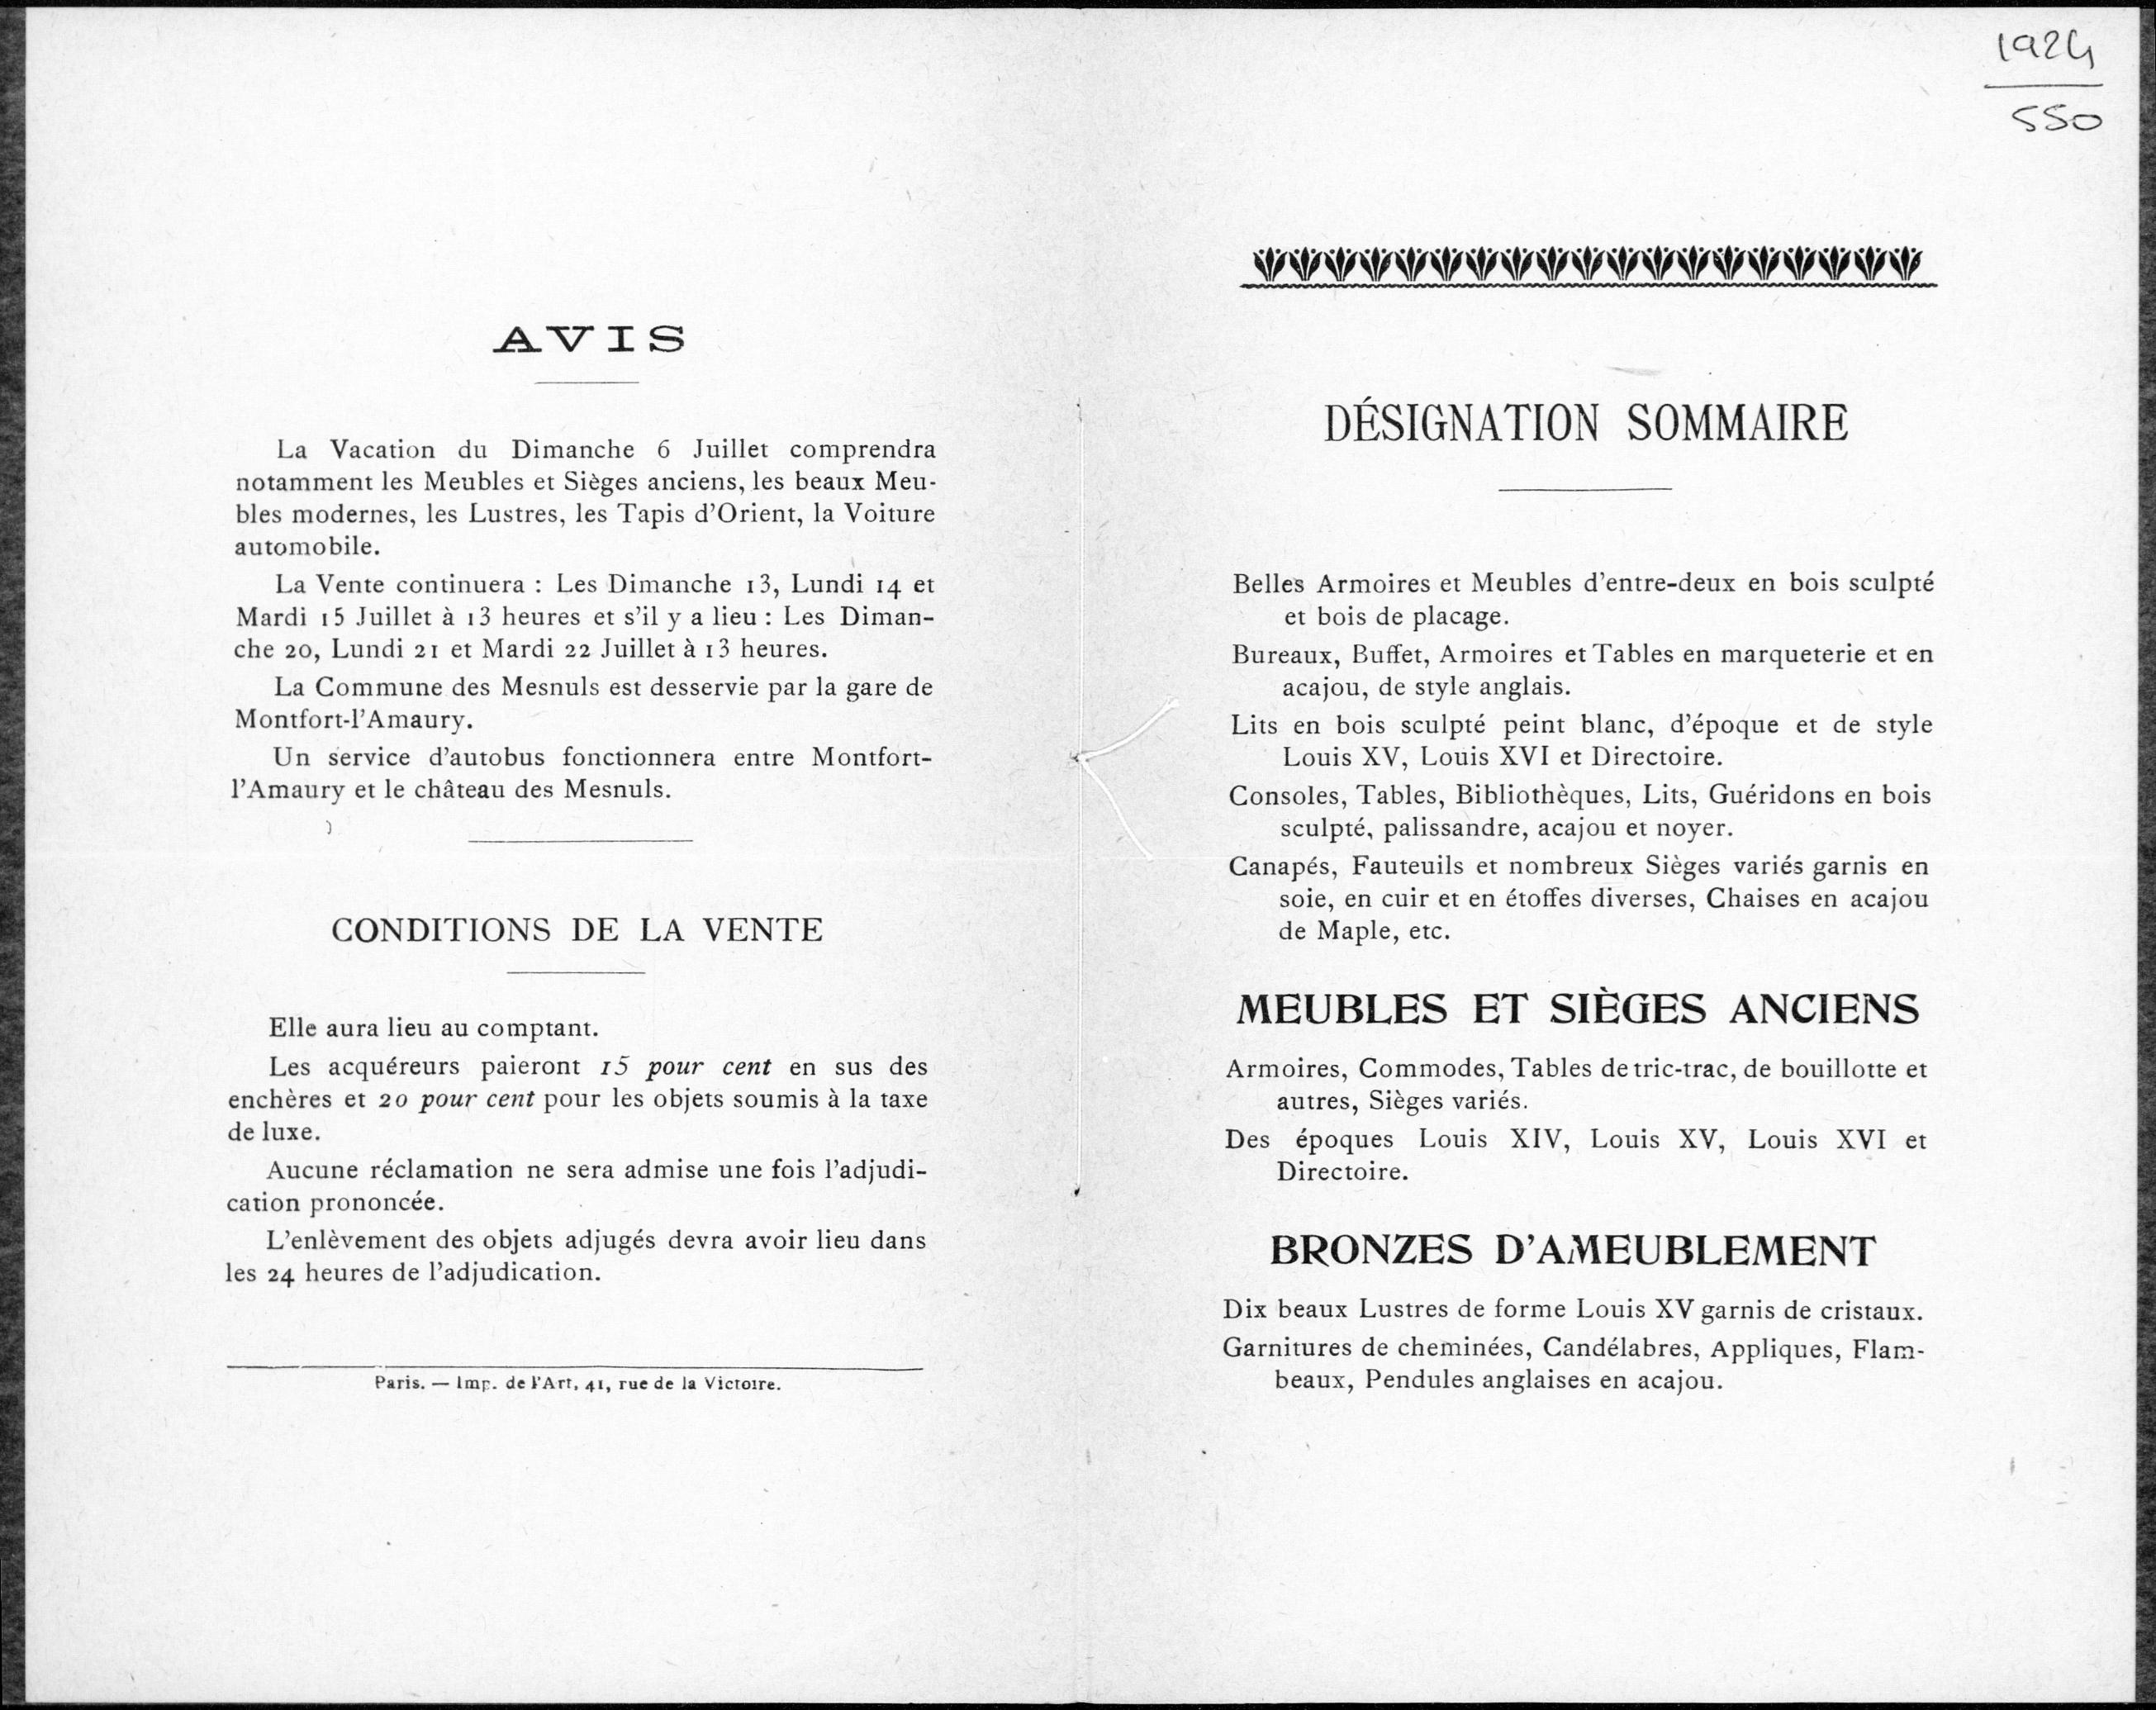 AVIS
La Vacation du Dimanche 6 Juillet comprendra
notamment les Meubles et Sièges anciens, les beaux Meu-
bles modernes, les Lustres, les Tapis d'Orient, la Voiture
automobile.
La Vente continuera : Les Dimanche 13, Lundi 14 et
Mardi 15 Juillet à 13 heures et s'il y a lieu : Les Diman-
che 20, Lundi 21 et Mardi 22 Juillet à 13 heures.
La Commune des Mesnuls est desservie par la gare de
Montfort-l'Amaury.
Un service d'autobus fonctionnera entre Montfort-
l'Amaury et le château des Mesnuls.
CONDITIONS DE LA VENTE
Elle aura lieu au comptant.
Les acquéreurs paieront 15 pour cent en sus des
enchères et 20 pour cent pour les objets soumis à la taxe
de luxe.
Aucune réclamation ne sera admise une fois l'adjudi-
cation prononcée.
L'enlèvement des objets adjugés devra avoir lieu dans
les 24 heures de l'adjudication.
Paris. — Imp. de l'Art, 41, rue de la Victoire.
1924
550
DÉSIGNATION SOMMAIRE
Belles Armoires et Meubles d'entre-deux en bois sculpté
et bois de placage.
Bureaux, Buffet, Armoires et Tables en marqueterie et en
acajou, de style anglais.
Lits en bois sculpté peint blanc, d'époque et de style
Louis XV, Louis XVI et Directoire.
Consoles, Tables, Bibliothèques, Lits, Guéridons en bois
sculpté, palissandre, acajou et noyer.
Canapés, Fauteuils et nombreux Sièges variés garnis en
soie, en cuir et en étoffes diverses, Chaises en acajou
de Maple, etc.
MEUBLES ET SIÈGES ANCIENS
Armoires, Commodes, Tables de tric-trac, de bouillotte et
autres, Sièges variés.
Des époques Louis XIV, Louis XV, Louis XVI et
Directoire.
BRONZES D'AMEUBLEMENT
Dix beaux Lustres de forme Louis XV garnis de cristaux.
Garnitures de cheminées, Candélabres, Appliques, Flam-
beaux, Pendules anglaises en acajou.